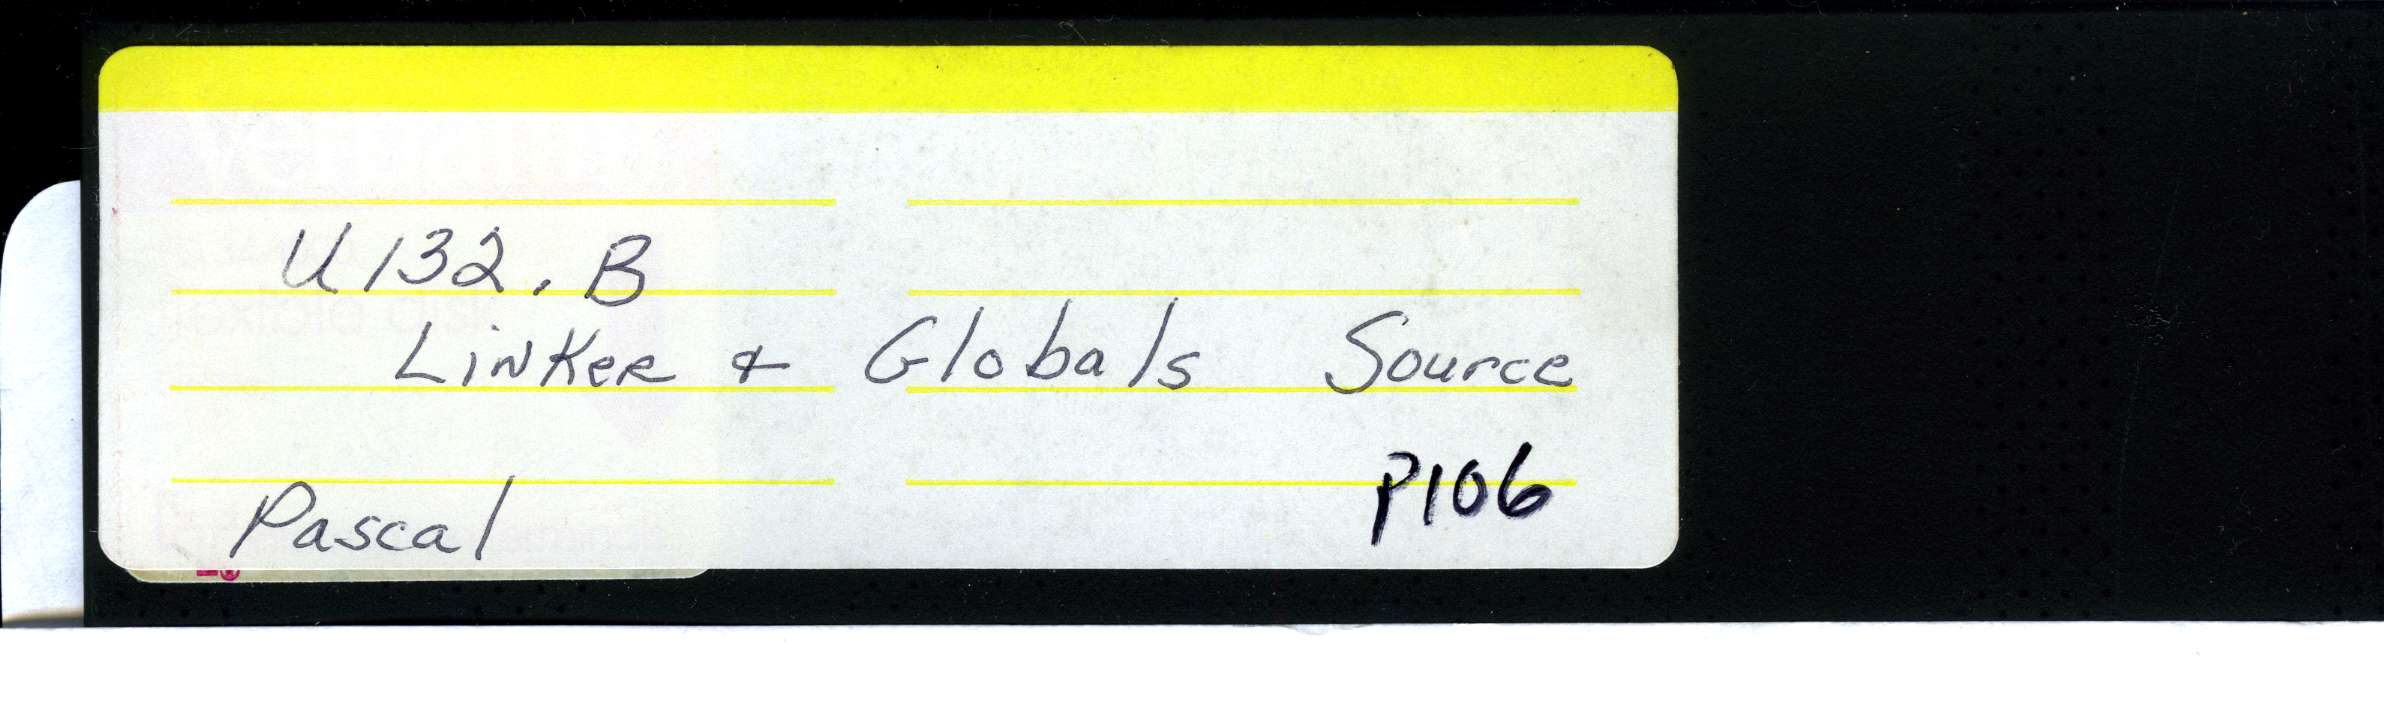 U132.B
Linker & Globals Source
P106
Pascal